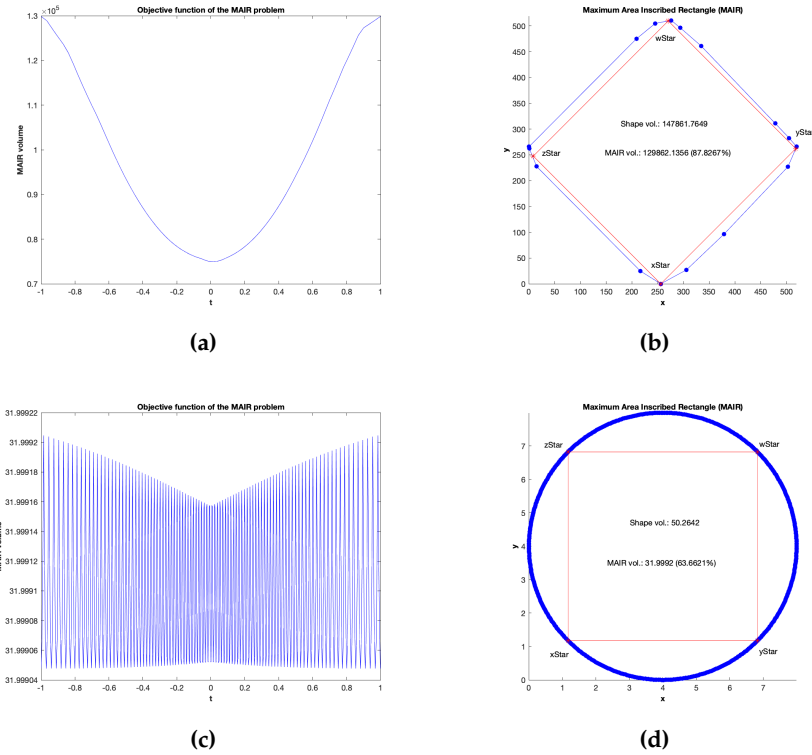 Objective function of the MAIR problem
×10⁵
1.3
1.2
1.1
1
0.9
0.8
0.7
MAIR volume
-1 -0.8 -0.6 -0.4 -0.2 0 0.2 0.4 0.6 0.8 1
t
(a)
Maximum Area Inscribed Rectangle (MAIR)
500
450
400
350
300
250
200
150
100
50
0
y
wStar
Shape vol.: 147861.7649
yStar
MAIR vol.: 129862.1356 (87.8267%)
zStar
xStar
0 50 100 150 200 250 300 350 400 450 500
x
(b)
Objective function of the MAIR problem
31.99922
31.9992
31.99918
31.99916
31.99914
31.99912
31.9991
31.99908
31.99906
31.99904
-1 -0.8 -0.6 -0.4 -0.2 0 0.2 0.4 0.6 0.8 1
t
(c)
Maximum Area Inscribed Rectangle (MAIR)
7
6
5
4
3
2
1
0
y
zStar
wStar
Shape vol.: 50.2642
MAIR vol.: 31.9992 (63.6621%)
xStar
yStar
0 1 2 3 4 5 6 7
x
(d)